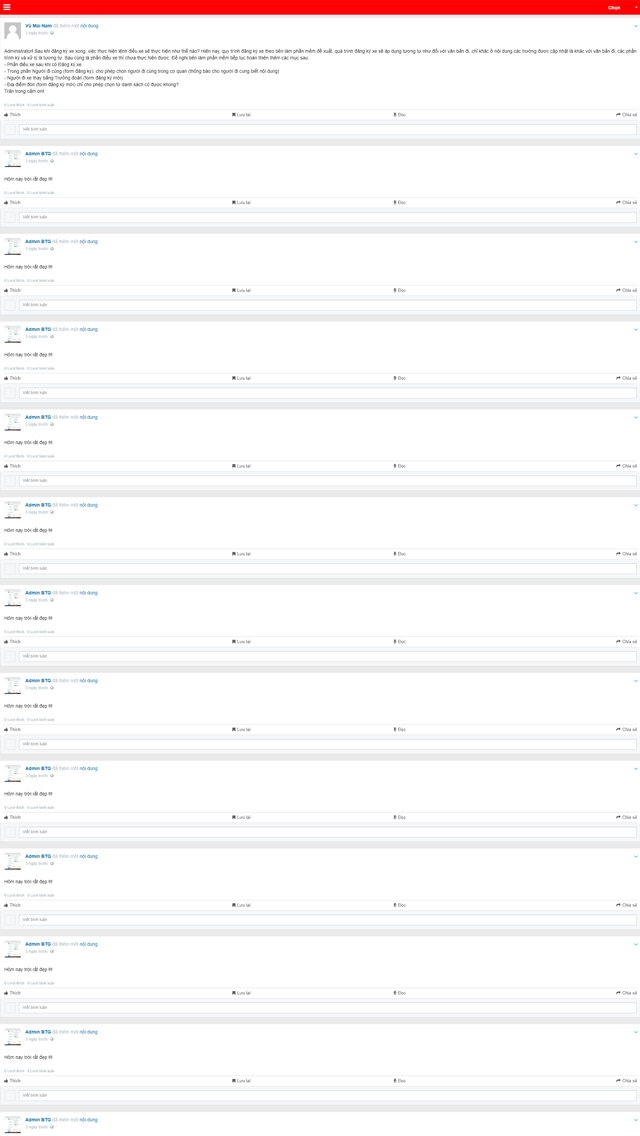 Chọn
Vũ Mai Nam đã thêm một nội dung
3 ngày trước
Administrator! Sau khi đăng ký xe xong, việc thực hiện lệnh điều xe sẽ thực hiện như thế nào? Hiện nay, quy trình đăng ký xe theo bên làm phần mềm đề xuất, quá trình đăng ký xe sẽ áp dụng tương tự như đối với văn bản đi, chỉ khác ở nội dung các trường được cập nhật là khác với văn bản đi, các phần
trình ký và xử lý là tương tự. Sau cùng là phần điều xe thì chưa thực hiện được. Đề nghị bên làm phần mềm tiếp tục hoàn thiện thêm các mục sau:
- Phần điều xe sau khi có Đăng ký xe
- Trong phần Người đi cùng (form đăng ký): cho phép chọn người đi cùng trong cơ quan (thông báo cho người đi cùng biết nội dung)
- Người đi xe thay bằng Trưởng đoàn (form đăng ký mới)
- Địa điểm đón (form đăng ký mới) chỉ cho phép chọn từ danh sách có được không?
Trân trọng cảm ơn!
0 Lượt thích 0 Lượt bình luận
Thích Lưu lại Đọc Chia sẻ
Viết bình luận
Admin BTG đã thêm một nội dung
3 ngày trước
Hôm nay trời rất đẹp !!!!
0 Lượt thích 0 Lượt bình luận
Thích Lưu lại Đọc Chia sẻ
Viết bình luận
Admin BTG đã thêm một nội dung
3 ngày trước
Hôm nay trời rất đẹp !!!!
0 Lượt thích 0 Lượt bình luận
Thích Lưu lại Đọc Chia sẻ
Viết bình luận
Admin BTG đã thêm một nội dung
3 ngày trước
Hôm nay trời rất đẹp !!!!
0 Lượt thích 0 Lượt bình luận
Thích Lưu lại Đọc Chia sẻ
Viết bình luận
Admin BTG đã thêm một nội dung
3 ngày trước
Hôm nay trời rất đẹp !!!!
0 Lượt thích 0 Lượt bình luận
Thích Lưu lại Đọc Chia sẻ
Viết bình luận
Admin BTG đã thêm một nội dung
3 ngày trước
Hôm nay trời rất đẹp !!!!
0 Lượt thích 0 Lượt bình luận
Thích Lưu lại Đọc Chia sẻ
Viết bình luận
Admin BTG đã thêm một nội dung
3 ngày trước
Hôm nay trời rất đẹp !!!!
0 Lượt thích 0 Lượt bình luận
Thích Lưu lại Đọc Chia sẻ
Viết bình luận
Admin BTG đã thêm một nội dung
3 ngày trước
Hôm nay trời rất đẹp !!!!
0 Lượt thích 0 Lượt bình luận
Thích Lưu lại Đọc Chia sẻ
Viết bình luận
Admin BTG đã thêm một nội dung
3 ngày trước
Hôm nay trời rất đẹp !!!!
0 Lượt thích 0 Lượt bình luận
Thích Lưu lại Đọc Chia sẻ
Viết bình luận
Admin BTG đã thêm một nội dung
3 ngày trước
Hôm nay trời rất đẹp !!!!
0 Lượt thích 0 Lượt bình luận
Thích Lưu lại Đọc Chia sẻ
Viết bình luận
Admin BTG đã thêm một nội dung
3 ngày trước
Hôm nay trời rất đẹp !!!!
0 Lượt thích 0 Lượt bình luận
Thích Lưu lại Đọc Chia sẻ
Viết bình luận
Admin BTG đã thêm một nội dung
3 ngày trước
Hôm nay trời rất đẹp !!!!
0 Lượt thích 0 Lượt bình luận
Thích Lưu lại Đọc Chia sẻ
Viết bình luận
Admin BTG đã thêm một nội dung
3 ngày trước